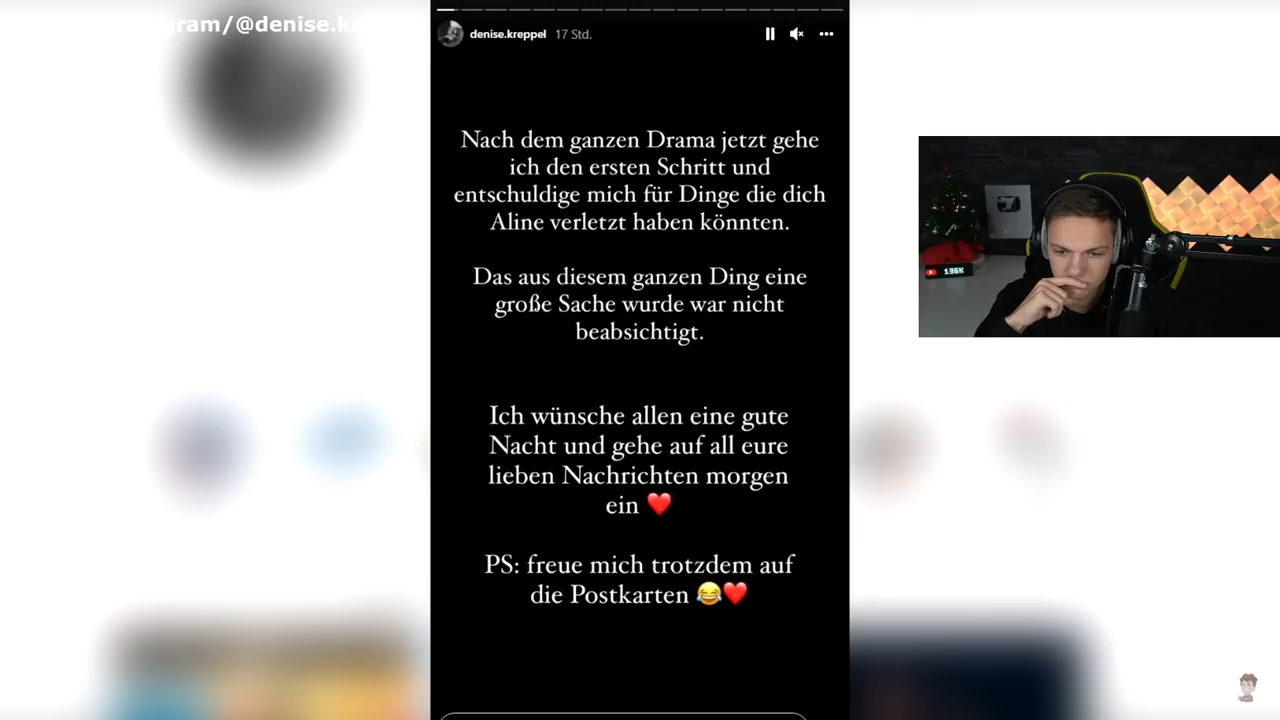 gram/@denise.k
denise.kreppel 17 Std.
Nach dem ganzen Drama jetzt gehe
ich den ersten Schritt und
entschuldige mich für Dinge die dich
Aline verletzt haben könnten.
Das aus diesem ganzen Ding eine
große Sache wurde war nicht
beabsichtigt.
Ich wünsche allen eine gute
Nacht und gehe auf all eure
lieben Nachrichten morgen
ein ❤️
PS: freue mich trotzdem auf
die Postkarten 😂❤️
136K